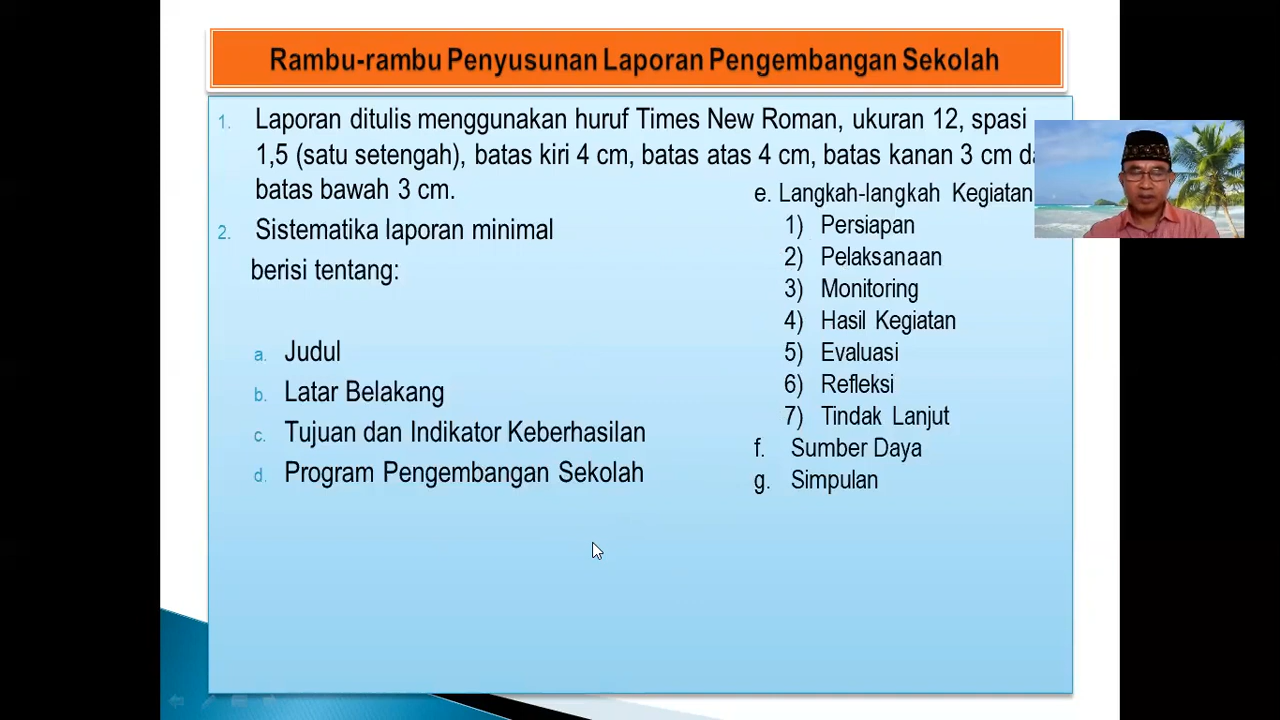 Rambu-rambu Penyusunan Laporan Pengembangan Sekolah
1. Laporan ditulis menggunakan huruf Times New Roman, ukuran 12, spasi
1,5 (satu setengah), batas kiri 4 cm, batas atas 4 cm, batas kanan 3 cm
batas bawah 3 cm.
2. Sistematika laporan minimal
berisi tentang:
a. Judul
b. Latar Belakang
c. Tujuan dan Indikator Keberhasilan
d. Program Pengembangan Sekolah
e. Langkah-langkah Kegiatan
1) Persiapan
2) Pelaksanaan
3) Monitoring
4) Hasil Kegiatan
5) Evaluasi
6) Refleksi
7) Tindak Lanjut
f. Sumber Daya
g. Simpulan